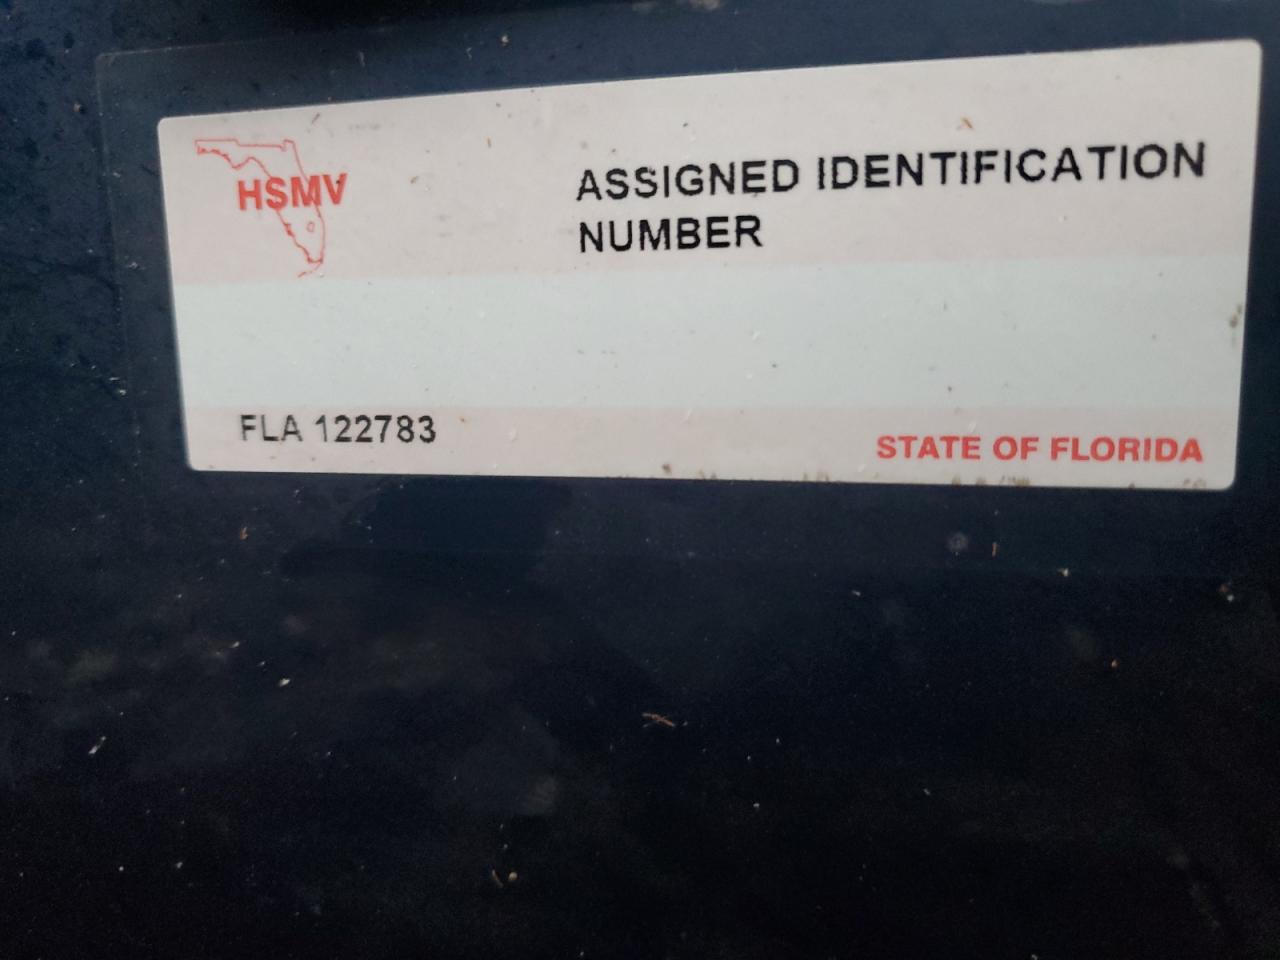 HSMV
ASSIGNED IDENTIFICATION
NUMBER
FLA 122783
STATE OF FLORIDA